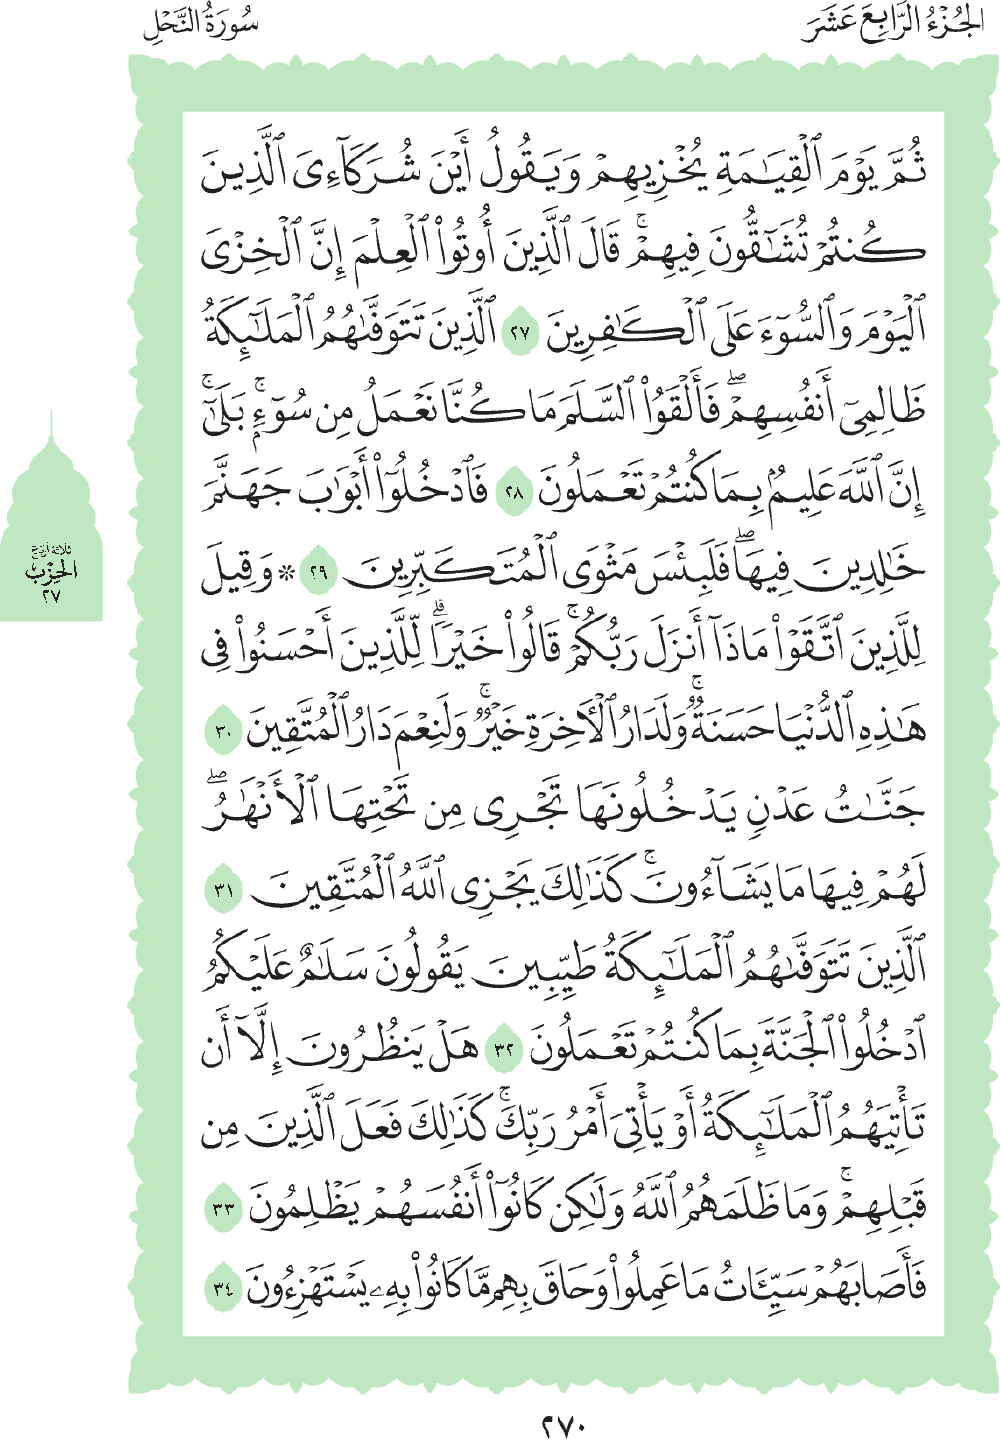 الجُزْءُ الرَّابِعَ عَشَرَ
سُورَةُ النَّحْلِ
ثُمَّ يَوْمَ ٱلْقِيَٰمَةِ يُخْزِيهِمْ وَيَقُولُ أَيْنَ شُرَكَآءِىَ ٱلَّذِينَ
كُنتُمْ تُشَٰٓقُّونَ فِيهِمْ ۚ قَالَ ٱلَّذِينَ أُوتُوا۟ ٱلْعِلْمَ إِنَّ ٱلْخِزْىَ
ٱلْيَوْمَ وَٱلسُّوٓءَ عَلَى ٱلْكَٰفِرِينَ ٢٧ ٱلَّذِينَ تَتَوَفَّىٰهُمُ ٱلْمَلَٰٓئِكَةُ
ظَالِمِىٓ أَنفُسِهِمْ ۖ فَأَلْقَوُا۟ ٱلسَّلَمَ مَا كُنَّا نَعْمَلُ مِن سُوٓءٍۭ ۚ بَلَىٰٓ ۚ
إِنَّ ٱللَّهَ عَلِيمٌۢ بِمَا كُنتُمْ تَعْمَلُونَ ٢٨ فَٱدْخُلُوٓا۟ أَبْوَٰبَ جَهَنَّمَ
خَٰلِدِينَ فِيهَا ۖ فَلَبِئْسَ مَثْوَى ٱلْمُتَكَبِّرِينَ ٢٩ * وَقِيلَ
لِلَّذِينَ ٱتَّقَوْا۟ مَاذَآ أَنزَلَ رَبُّكُمْ ۚ قَالُوا۟ خَيْرًا ۗ لِّلَّذِينَ أَحْسَنُوا۟ فِى
هَٰذِهِ ٱلدُّنْيَا حَسَنَةٌ ۚ وَلَدَارُ ٱلْـَٔاخِرَةِ خَيْرٌ ۚ وَلَنِعْمَ دَارُ ٱلْمُتَّقِينَ ٣٠
جَنَّٰتُ عَدْنٍ يَدْخُلُونَهَا تَجْرِى مِن تَحْتِهَا ٱلْأَنْهَٰرُ ۖ
لَهُمْ فِيهَا مَا يَشَآءُونَ ۚ كَذَٰلِكَ يَجْزِى ٱللَّهُ ٱلْمُتَّقِينَ ٣١
ٱلَّذِينَ تَتَوَفَّىٰهُمُ ٱلْمَلَٰٓئِكَةُ طَيِّبِينَ يَقُولُونَ سَلَٰمٌ عَلَيْكُمُ
ٱدْخُلُوا۟ ٱلْجَنَّةَ بِمَا كُنتُمْ تَعْمَلُونَ ٣٢ هَلْ يَنظُرُونَ إِلَّآ أَن
تَأْتِيَهُمُ ٱلْمَلَٰٓئِكَةُ أَوْ يَأْتِىَ أَمْرُ رَبِّكَ ۚ كَذَٰلِكَ فَعَلَ ٱلَّذِينَ مِن
قَبْلِهِمْ ۚ وَمَا ظَلَمَهُمُ ٱللَّهُ وَلَٰكِن كَانُوٓا۟ أَنفُسَهُمْ يَظْلِمُونَ ٣٣
فَأَصَابَهُمْ سَيِّـَٔاتُ مَا عَمِلُوا۟ وَحَاقَ بِهِم مَّا كَانُوا۟ بِهِۦ يَسْتَهْزِءُونَ ٣٤
ثلاثة أرباع
الحِزْب
٢٧
٢٧٠